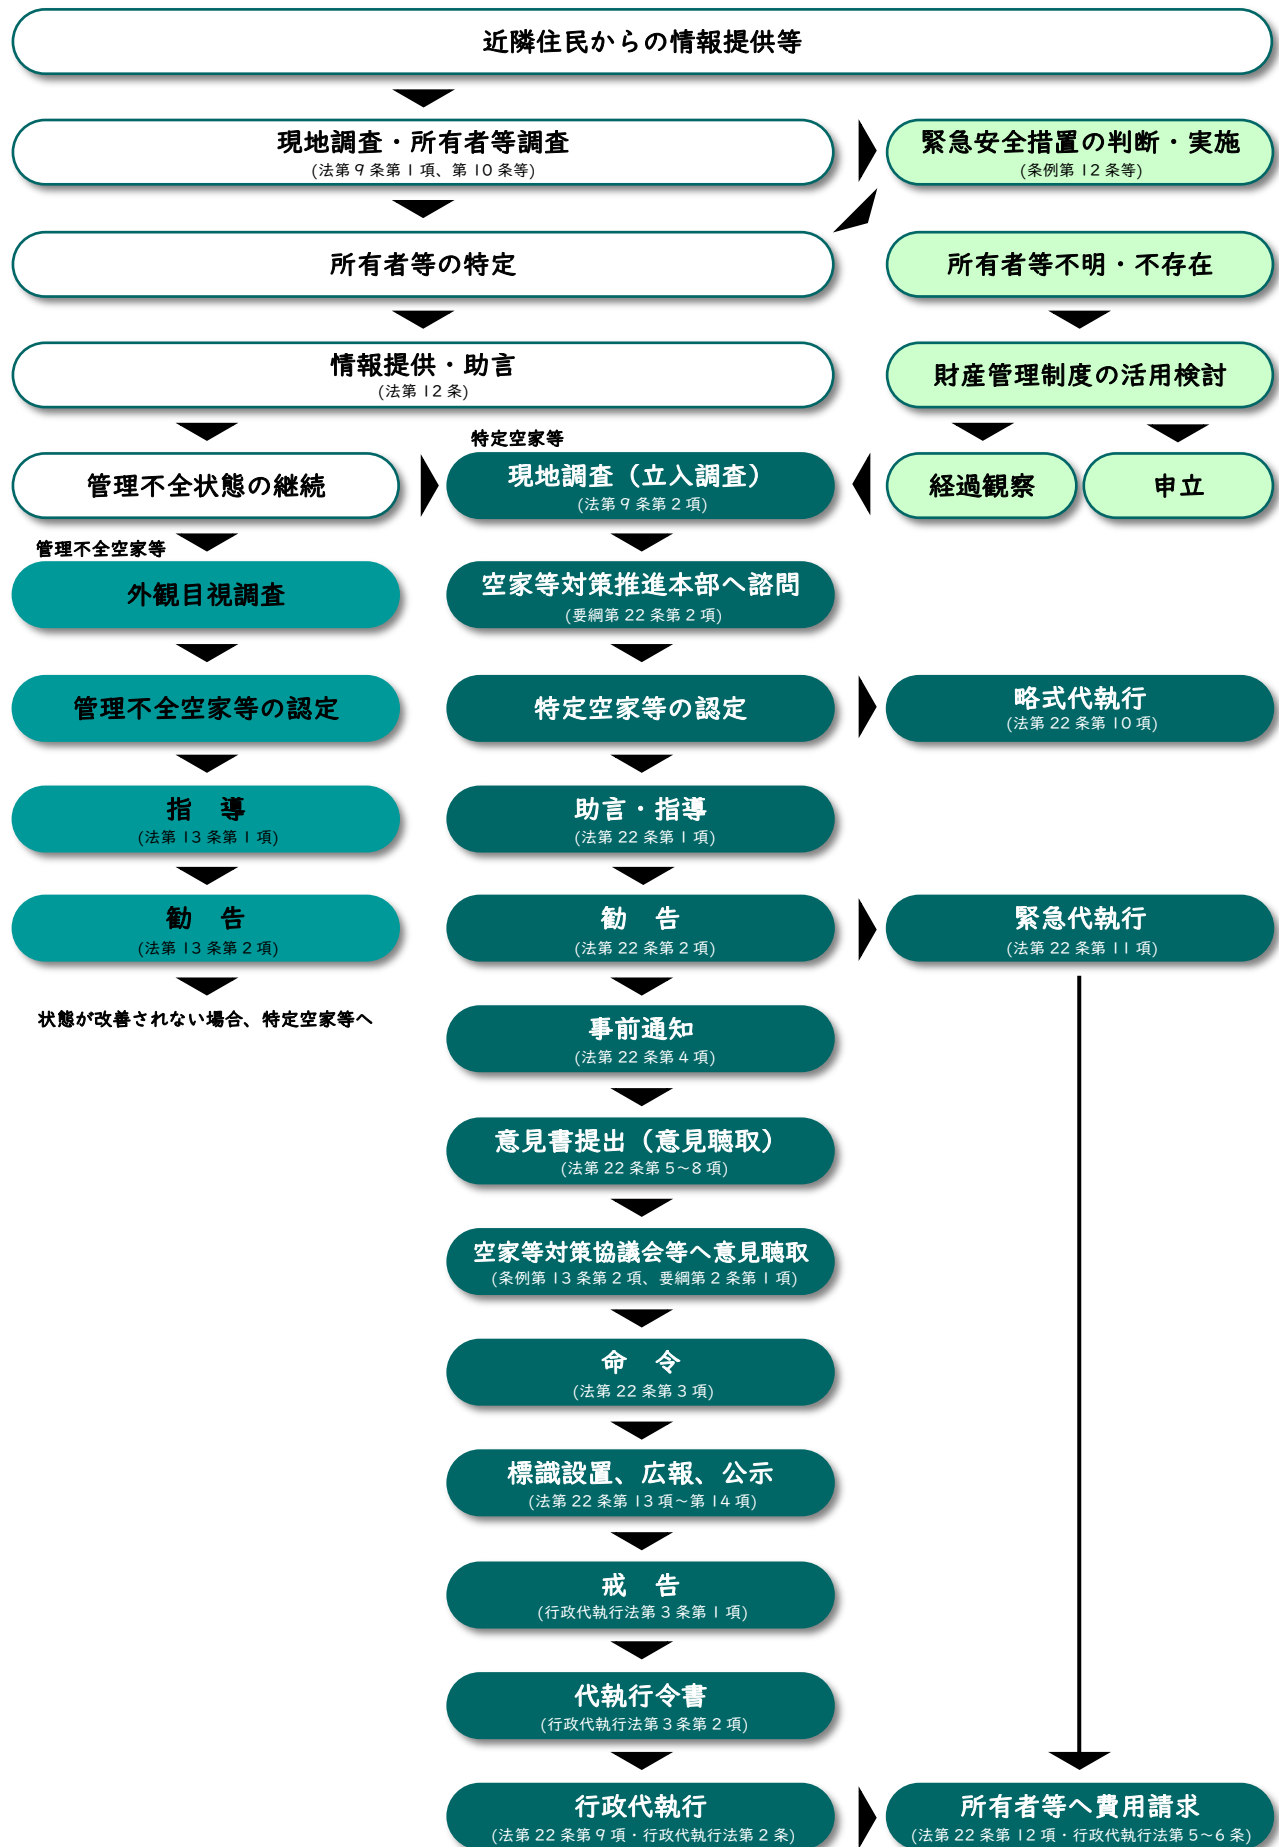 近隣住民からの情報提供等
現地調査・所有者等調査
(法第9条第1項、第10条等)
緊急安全措置の判断・実施
(条例第12条等)
所有者等の特定
所有者等不明・不存在
情報提供・助言
(法第12条)
財産管理制度の活用検討
特定空家等
管理不全状態の継続
現地調査（立入調査）
(法第9条第2項)
経過観察
申立
管理不全空家等
外観目視調査
空家等対策推進本部へ諮問
(要綱第22条第2項)
管理不全空家等の認定
特定空家等の認定
略式代執行
(法第22条第10項)
指　導
(法第13条第1項)
助言・指導
(法第22条第1項)
勧　告
(法第13条第2項)
勧　告
(法第22条第2項)
緊急代執行
(法第22条第11項)
状態が改善されない場合、特定空家等へ
事前通知
(法第22条第4項)
意見書提出（意見聴取）
(法第22条第5～8項)
空家等対策協議会等へ意見聴取
(条例第13条第2項、要綱第2条第1項)
命　令
(法第22条第3項)
標識設置、広報、公示
(法第22条第13項～第14項)
戒　告
(行政代執行法第3条第1項)
代執行令書
(行政代執行法第3条第2項)
行政代執行
(法第22条第9項・行政代執行法第2条)
所有者等へ費用請求
(法第22条第12項・行政代執行法第5～6条)